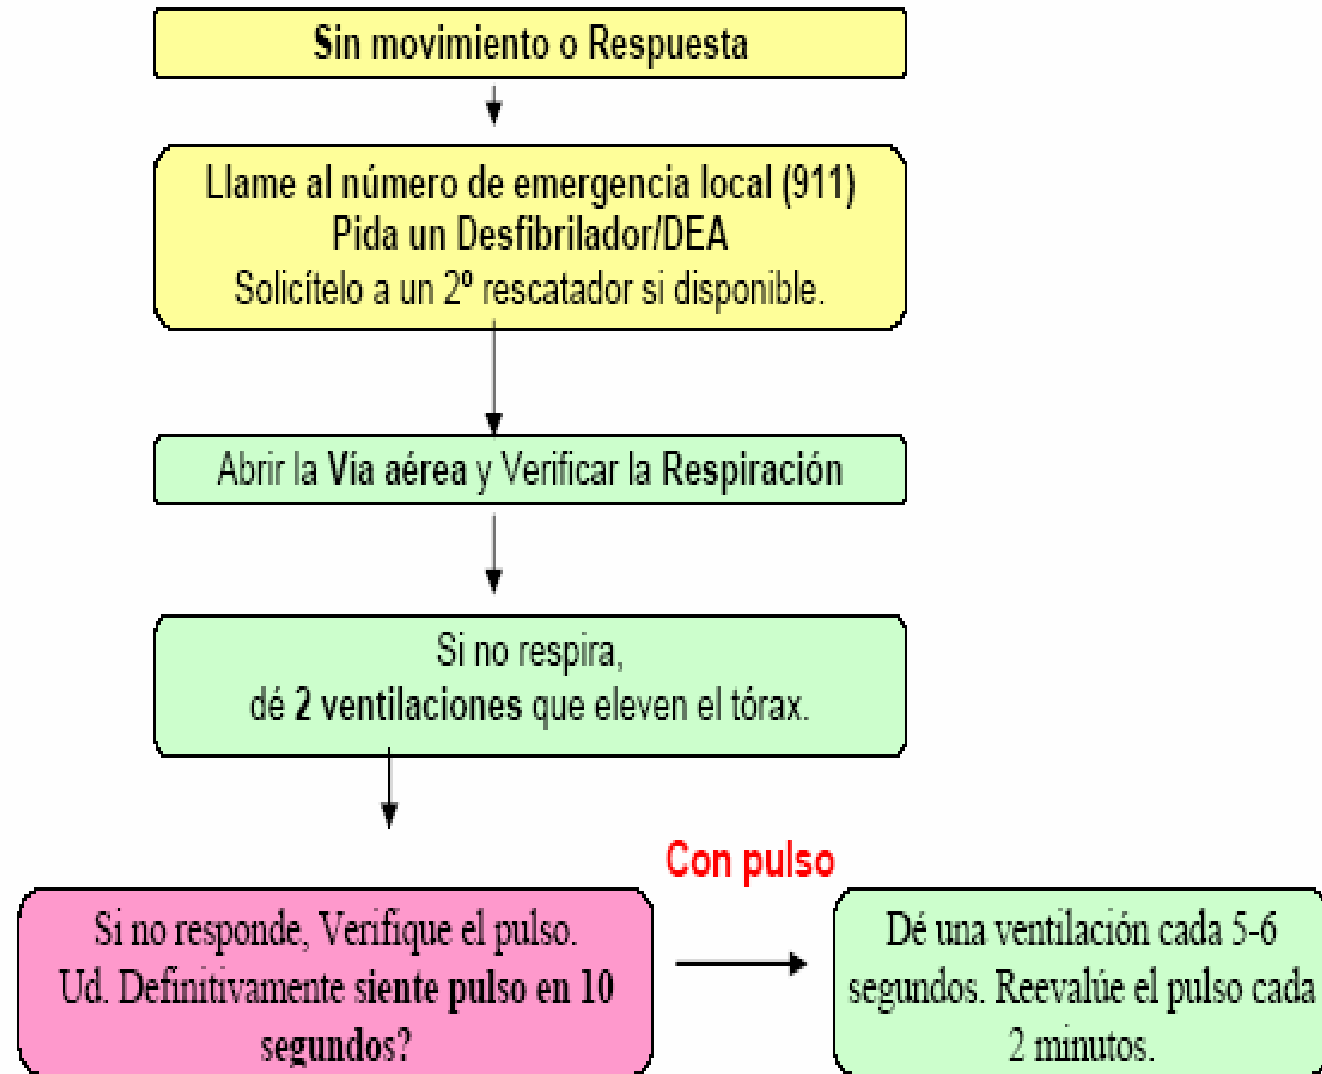 Sin movimiento o Respuesta
Llame al número de emergencia local (911)
Pida un Desfibrilador/DEA
Solicítelo a un 2º rescatador si disponible.
Abrir la Vía aérea y Verificar la Respiración
Si no respira,
dé 2 ventilaciones que eleven el tórax.
Con pulso
Si no responde, Verifique el pulso.
Ud. Definitivamente siente pulso en 10
segundos?
Dé una ventilación cada 5-6
segundos. Reevalúe el pulso cada
2 minutos.